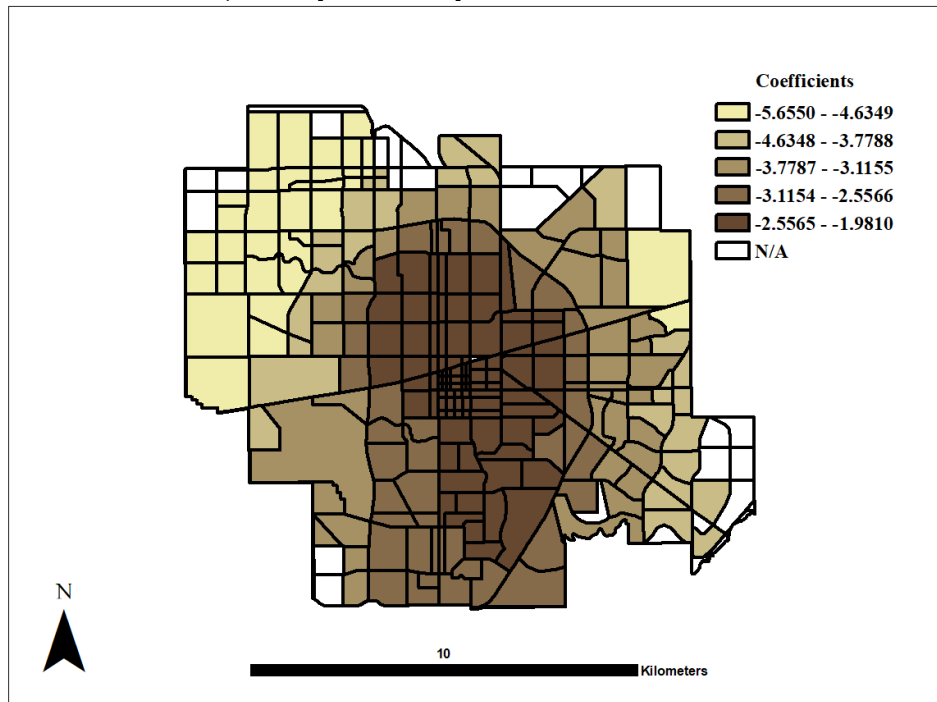 Coefficients
-5.6550 - -4.6349
-4.6348 - -3.7788
-3.7787 - -3.1155
-3.1154 - -2.5566
-2.5565 - -1.9810
N/A
N
10
Kilometers